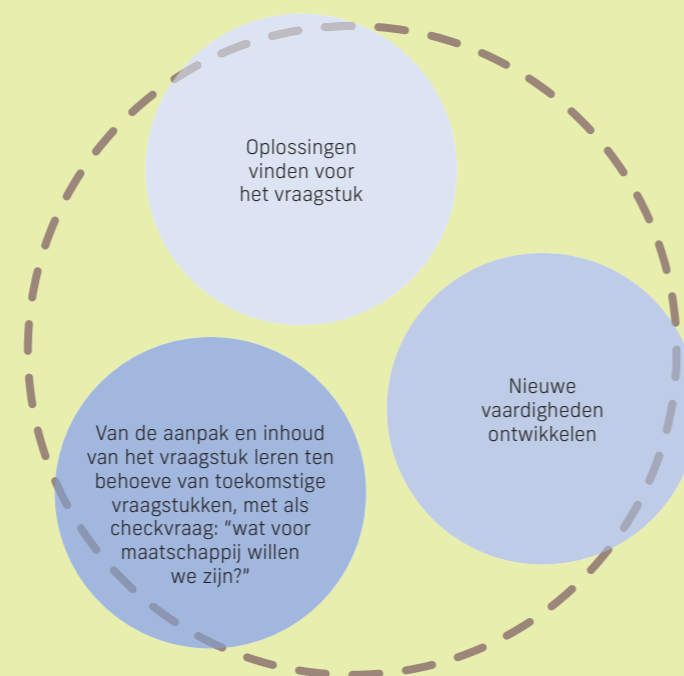 Oplossingen
vinden voor
het vraagstuk
Nieuwe
vaardigheden
ontwikkelen
Van de aanpak en inhoud
van het vraagstuk leren ten
behoeve van toekomstige
vraagstukken, met als
checkvraag: "wat voor
maatschappij willen
we zijn?"